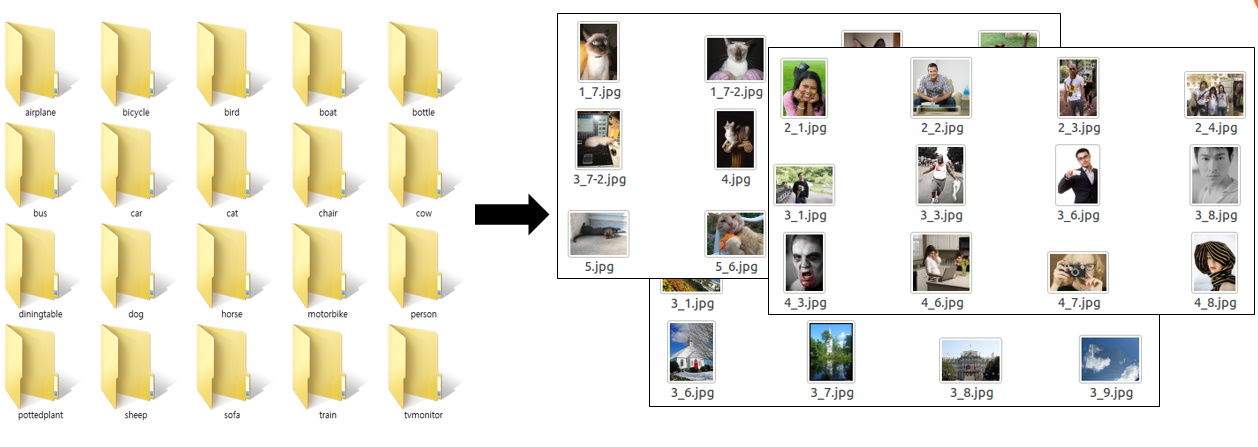 airplane bicycle bird boat bottle
bus car cat chair cow
diningtable dog horse motorbike person
pottedplant sheep sofa train tvmonitor
1_7.jpg 1_7-2.jpg
3_7-2.jpg 4.jpg
5.jpg 5_6.jpg
2_1.jpg 2_2.jpg 2_3.jpg 2_4.jpg
3_1.jpg 3_3.jpg 3_6.jpg 3_8.jpg
4_3.jpg 4_6.jpg 4_7.jpg 4_8.jpg
3_1.jpg
3_6.jpg 3_7.jpg 3_8.jpg 3_9.jpg